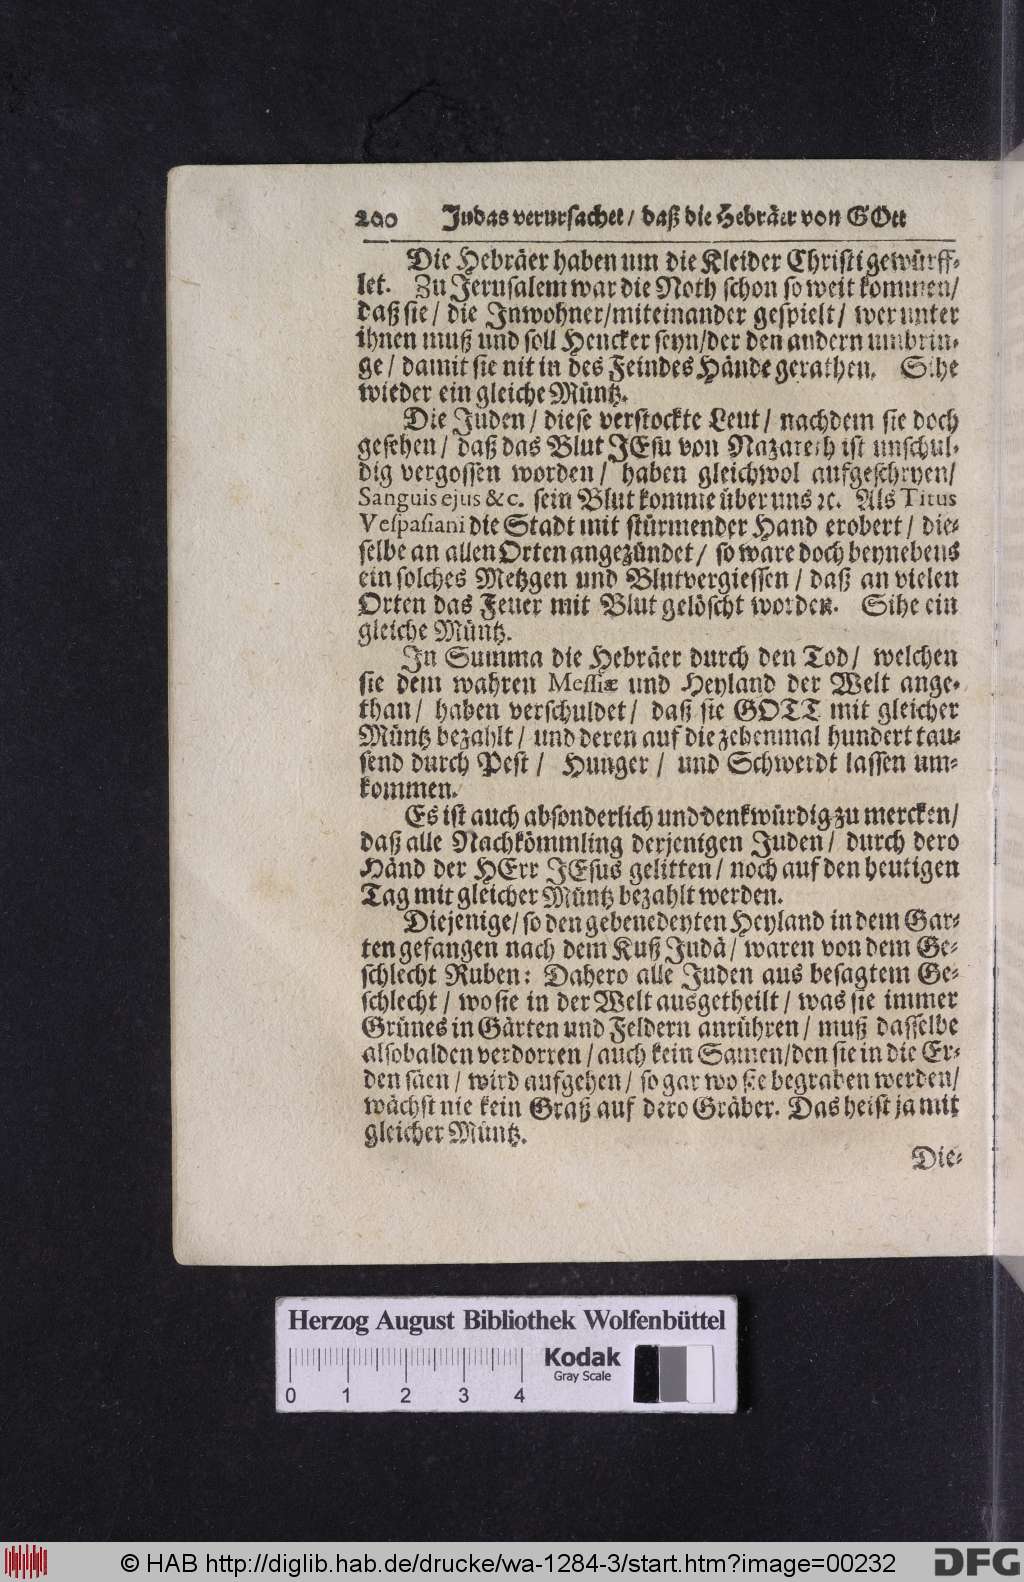 200 Judas verursachet / daß die Hebräer von GOtt
Die Hebräer haben um die Kleider Christi gewürff-
let. Zu Jerusalem war die Noth schon so weit kommen /
daß sie / die Inwohner / miteinander gespielt / wer unter
ihnen muß und soll Hencker seyn / der den andern umbrin-
ge / damit sie nit in des Feindes Hände gerathen. Sihe
wieder ein gleiche Müntz.
Die Juden / diese verstockte Leut / nachdem sie doch
gesehen / daß das Blut JEsu von Nazareth ist unschul-
dig vergossen worden / haben gleichwol aufgeschryen /
Sanguis ejus &c. sein Blut komme über uns ꝛc. Als Titus
Vespasiani die Stadt mit stürmender Hand erobert / die-
selbe an allen Orten angezündet / so ware doch beynebens
ein solches Metzgen und Blutvergiessen / daß an vielen
Orten das Feuer mit Blut gelöscht worden. Sihe ein
gleiche Müntz.
In Summa die Hebräer durch den Tod / welchen
sie dem wahren Messiæ und Heyland der Welt ange-
than / haben verschuldet / daß sie GOTT mit gleicher
Müntz bezahlt / und deren auf die zehenmal hundert tau-
send durch Pest / Hunger / und Schwerdt lassen um-
kommen.
Es ist auch absonderlich und denkwürdig zu mercken /
daß alle Nachkömmling derjenigen Juden / durch dero
Händ der HErr JEsus gelitten / noch auf den heutigen
Tag mit gleicher Müntz bezahlt werden.
Diejenige / so den gebenedeyten Heyland in dem Gar-
ten gefangen nach dem Kuß Judä / waren von dem Ge-
schlecht Ruben: Dahero alle Juden aus besagtem Ge-
schlecht / wo sie in der Welt ausgetheilt / was sie immer
Grünes in Gärten und Feldern anrühren / muß dasselbe
alsobalden verdorren / auch kein Samen / den sie in die Er-
den säen / wird aufgehen / so gar wo sie begraben werden /
wächst nie kein Graß auf dero Gräber. Das heist ja mit
gleicher Müntz.
Die-
Herzog August Bibliothek Wolfenbüttel
Kodak
Gray Scale
0 1 2 3 4
© HAB http://diglib.hab.de/drucke/wa-1284-3/start.htm?image=00232
DFG